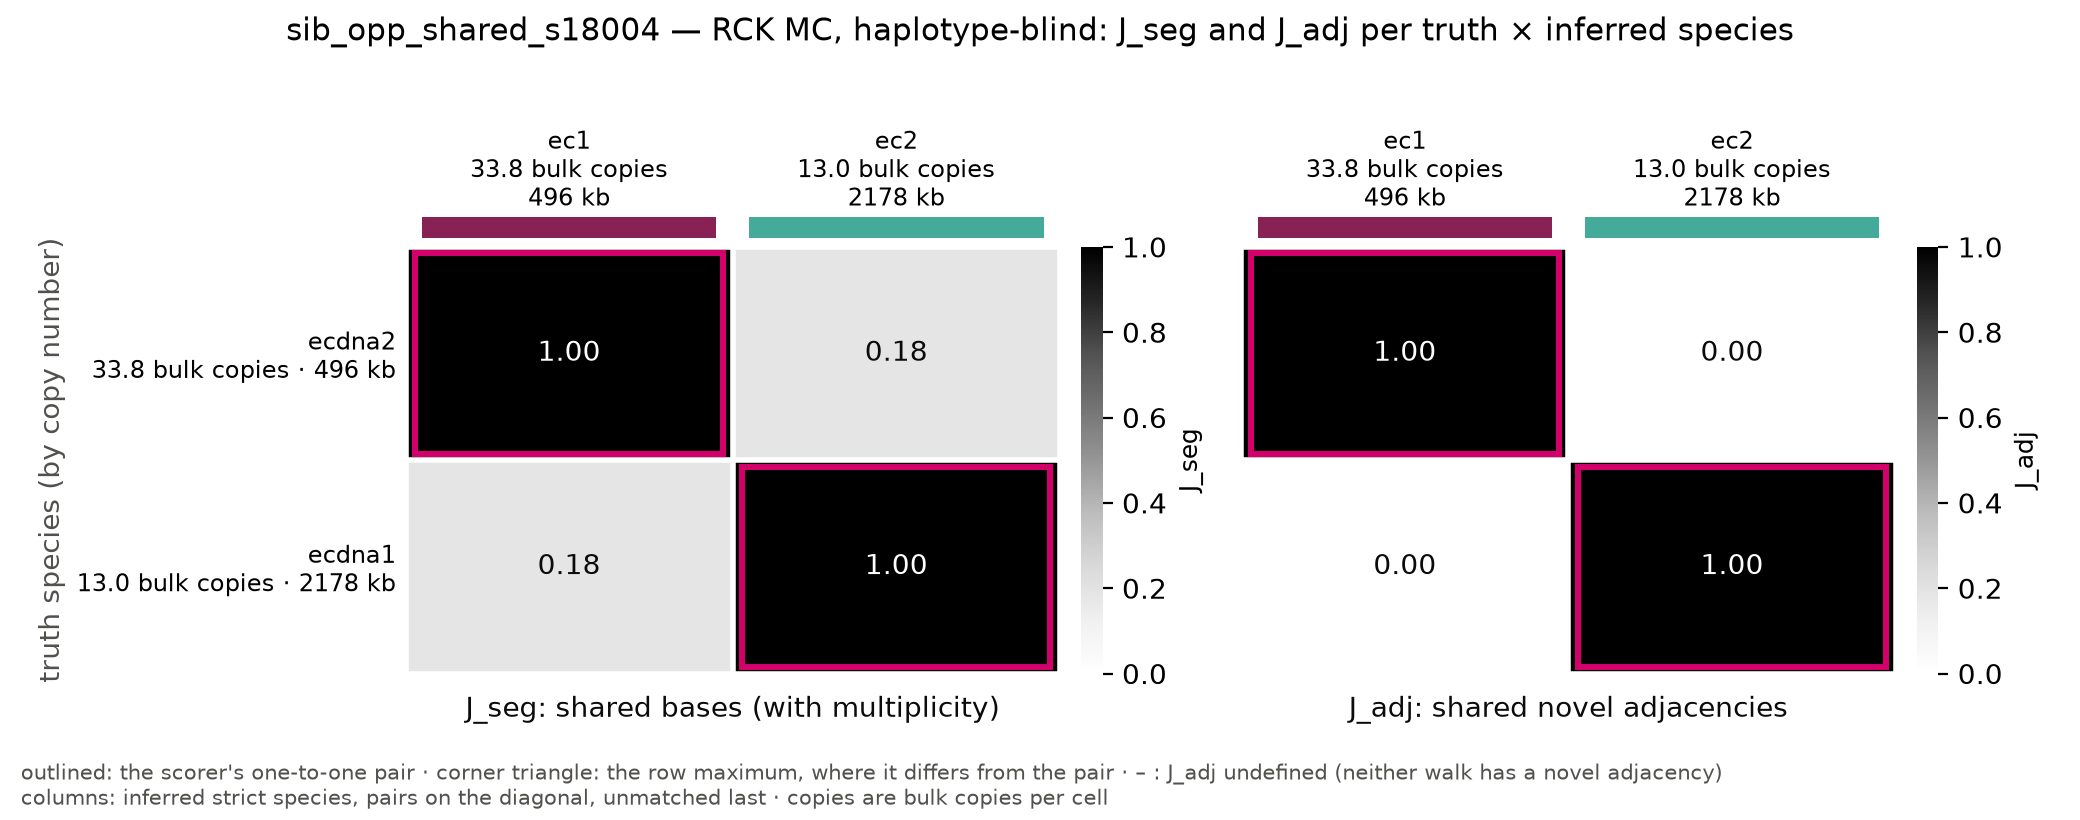 sib_opp_shared_s18004 — RCK MC, haplotype-blind: J_seg and J_adj per truth × inferred species
ec1
33.8 bulk copies
496 kb
ec2
13.0 bulk copies
2178 kb
truth species (by copy number)
ecdna2
33.8 bulk copies · 496 kb
ecdna1
13.0 bulk copies · 2178 kb
1.00
0.18
0.18
1.00
1.0
0.8
0.6
0.4
0.2
0.0
J_seg
J_seg: shared bases (with multiplicity)
ec1
33.8 bulk copies
496 kb
ec2
13.0 bulk copies
2178 kb
1.00
0.00
0.00
1.00
1.0
0.8
0.6
0.4
0.2
0.0
J_adj
J_adj: shared novel adjacencies
outlined: the scorer's one-to-one pair · corner triangle: the row maximum, where it differs from the pair · – : J_adj undefined (neither walk has a novel adjacency)
columns: inferred strict species, pairs on the diagonal, unmatched last · copies are bulk copies per cell